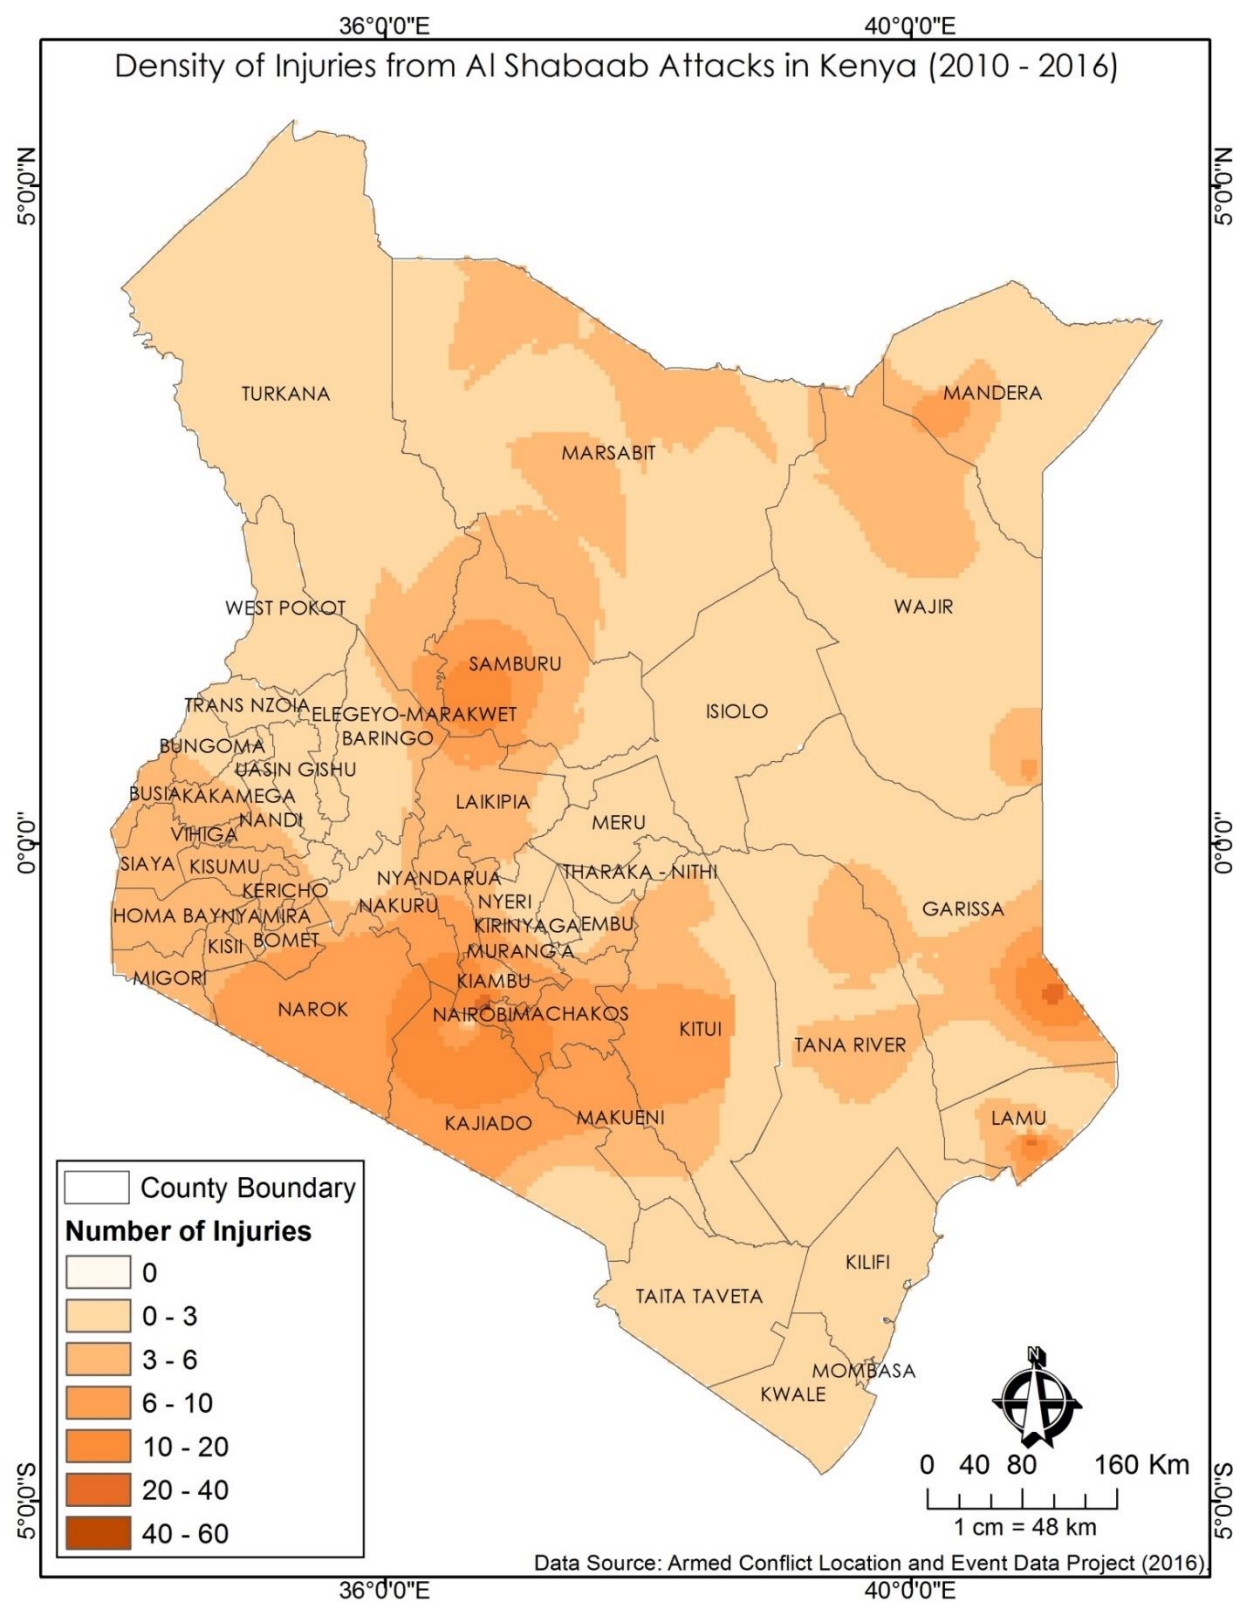 36°0'0"E 40°0'0"E
Density of Injuries from Al Shabaab Attacks in Kenya (2010 - 2016)
5°0'0"N 5°0'0"N
TURKANA
MANDERA
MARSABIT
WEST POKOT
WAJIR
SAMBURU
TRANS NZOIA
ELEGEYO-MARAKWET
ISIOLO
BUNGOMA
BARINGO
UASIN GISHU
BUSIA
KAKAMEGA
LAIKIPIA
NANDI
MERU
VIHIGA
0°0'0" 0°0'0"
SIAYA
KISUMU
THARAKA - NITHI
NYANDARUA
KERICHO
NYERI
NAKURU
GARISSA
HOMA BAY
NYAMIRA
KIRINYAGA
EMBU
KISII
BOMET
MURANG'A
MIGORI
KIAMBU
NAROK
NAIROBI
MACHAKOS
KITUI
TANA RIVER
KAJIADO
MAKUENI
LAMU
KILIFI
TAITA TAVETA
MOMBASA
KWALE
County Boundary
Number of Injuries
0
0 - 3
3 - 6
6 - 10
10 - 20
20 - 40
40 - 60
N
0 40 80 160 Km
1 cm = 48 km
5°0'0"S 5°0'0"S
Data Source: Armed Conflict Location and Event Data Project (2016).
36°0'0"E 40°0'0"E